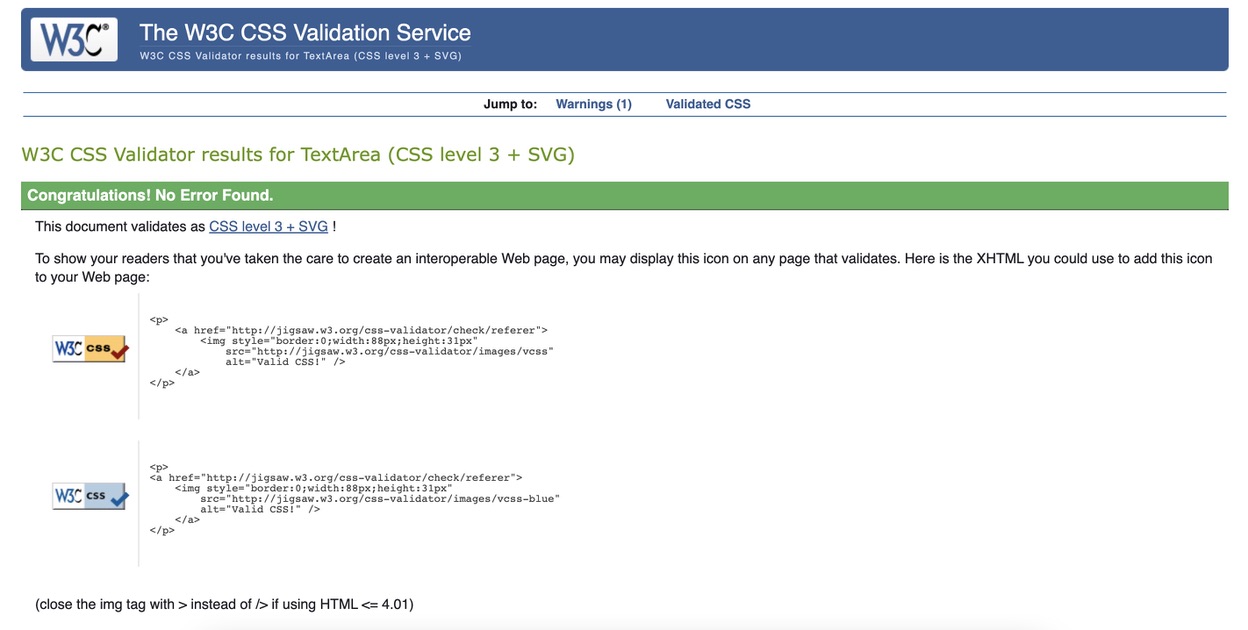 W3C®
The W3C CSS Validation Service
W3C CSS Validator results for TextArea (CSS level 3 + SVG)
Jump to: Warnings (1) Validated CSS
W3C CSS Validator results for TextArea (CSS level 3 + SVG)
Congratulations! No Error Found.
This document validates as CSS level 3 + SVG !
To show your readers that you've taken the care to create an interoperable Web page, you may display this icon on any page that validates. Here is the XHTML you could use to add this icon
to your Web page:
W3C css
<p>
<a href="http://jigsaw.w3.org/css-validator/check/referer">
<img style="border:0;width:88px;height:31px"
src="http://jigsaw.w3.org/css-validator/images/vcss"
alt="Valid CSS!" />
</a>
</p>
W3C css
<p>
<a href="http://jigsaw.w3.org/css-validator/check/referer">
<img style="border:0;width:88px;height:31px"
src="http://jigsaw.w3.org/css-validator/images/vcss-blue"
alt="Valid CSS!" />
</a>
</p>
(close the img tag with > instead of /> if using HTML <= 4.01)